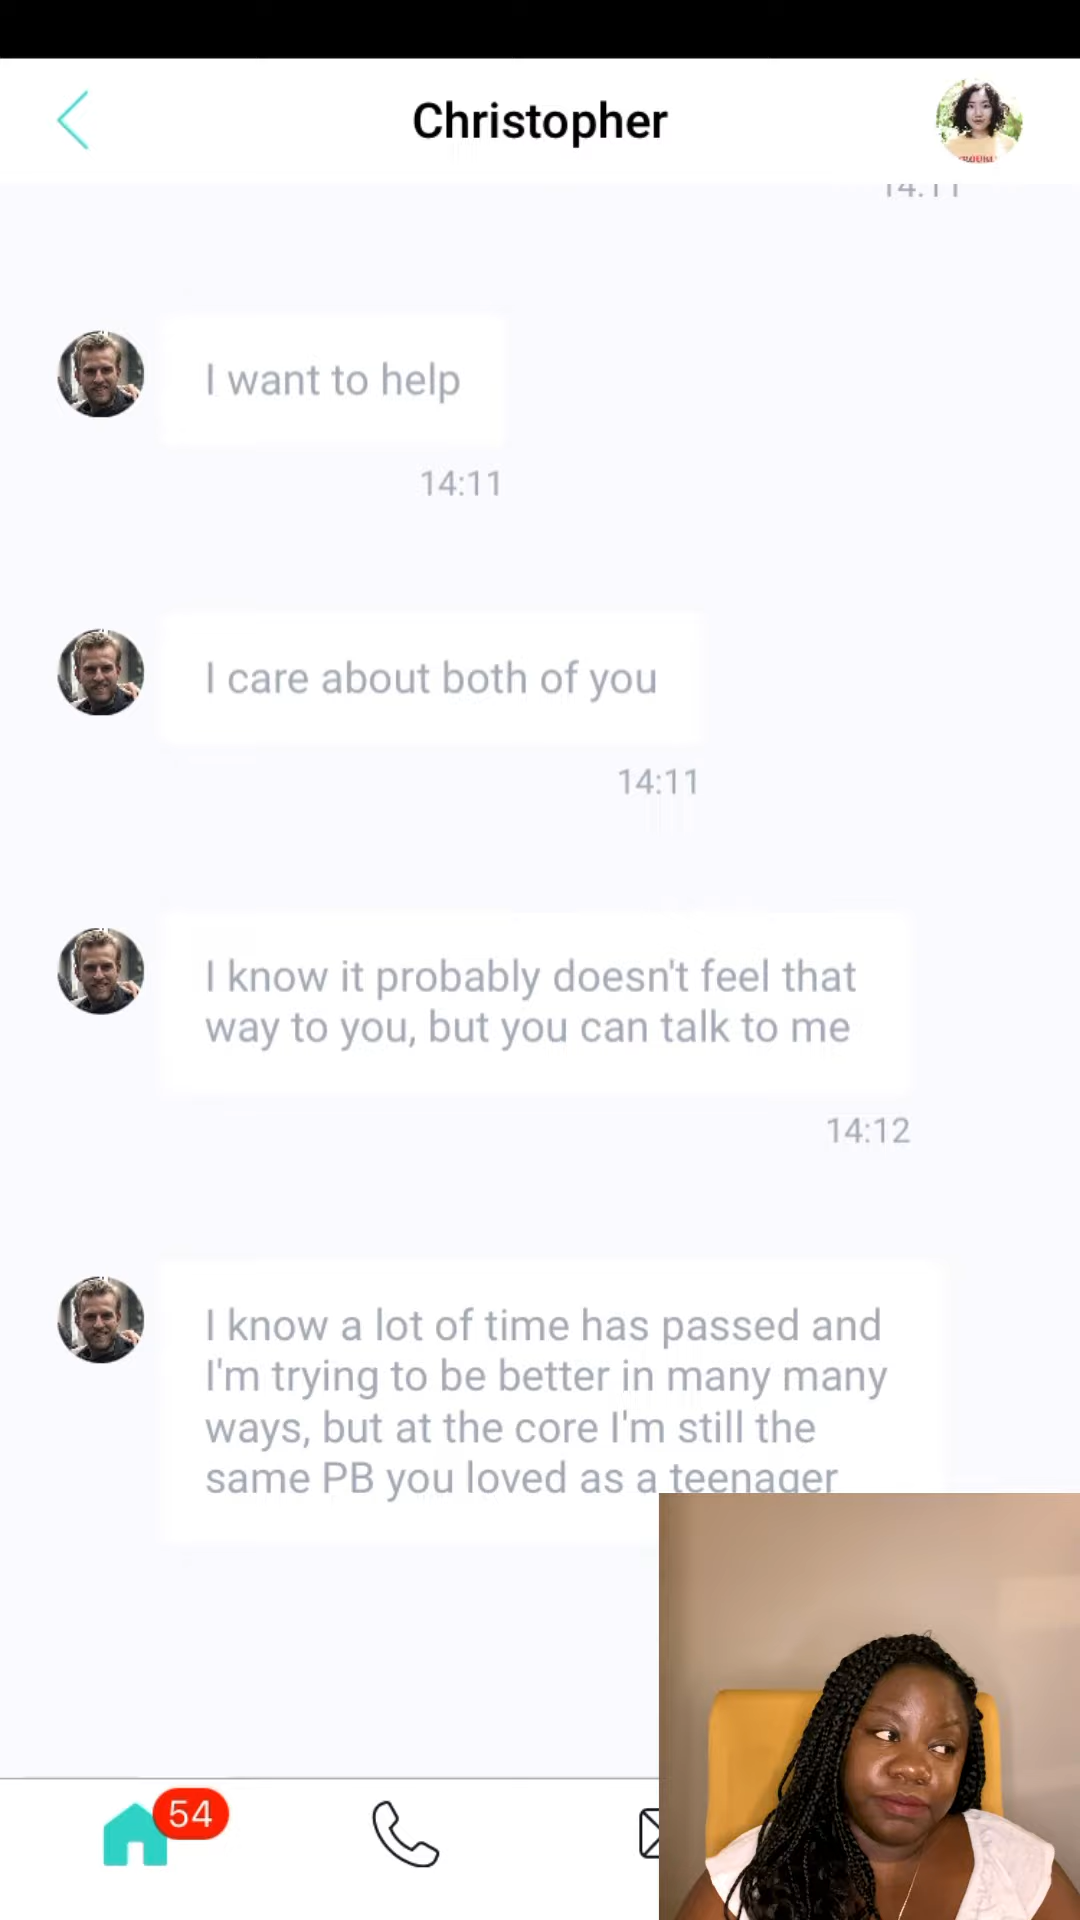 Christopher
14:11
I want to help
14:11
I care about both of you
14:11
I know it probably doesn't feel that
way to you, but you can talk to me
14:12
I know a lot of time has passed and
I'm trying to be better in many many
ways, but at the core I'm still the
same PB you loved as a teenager
54